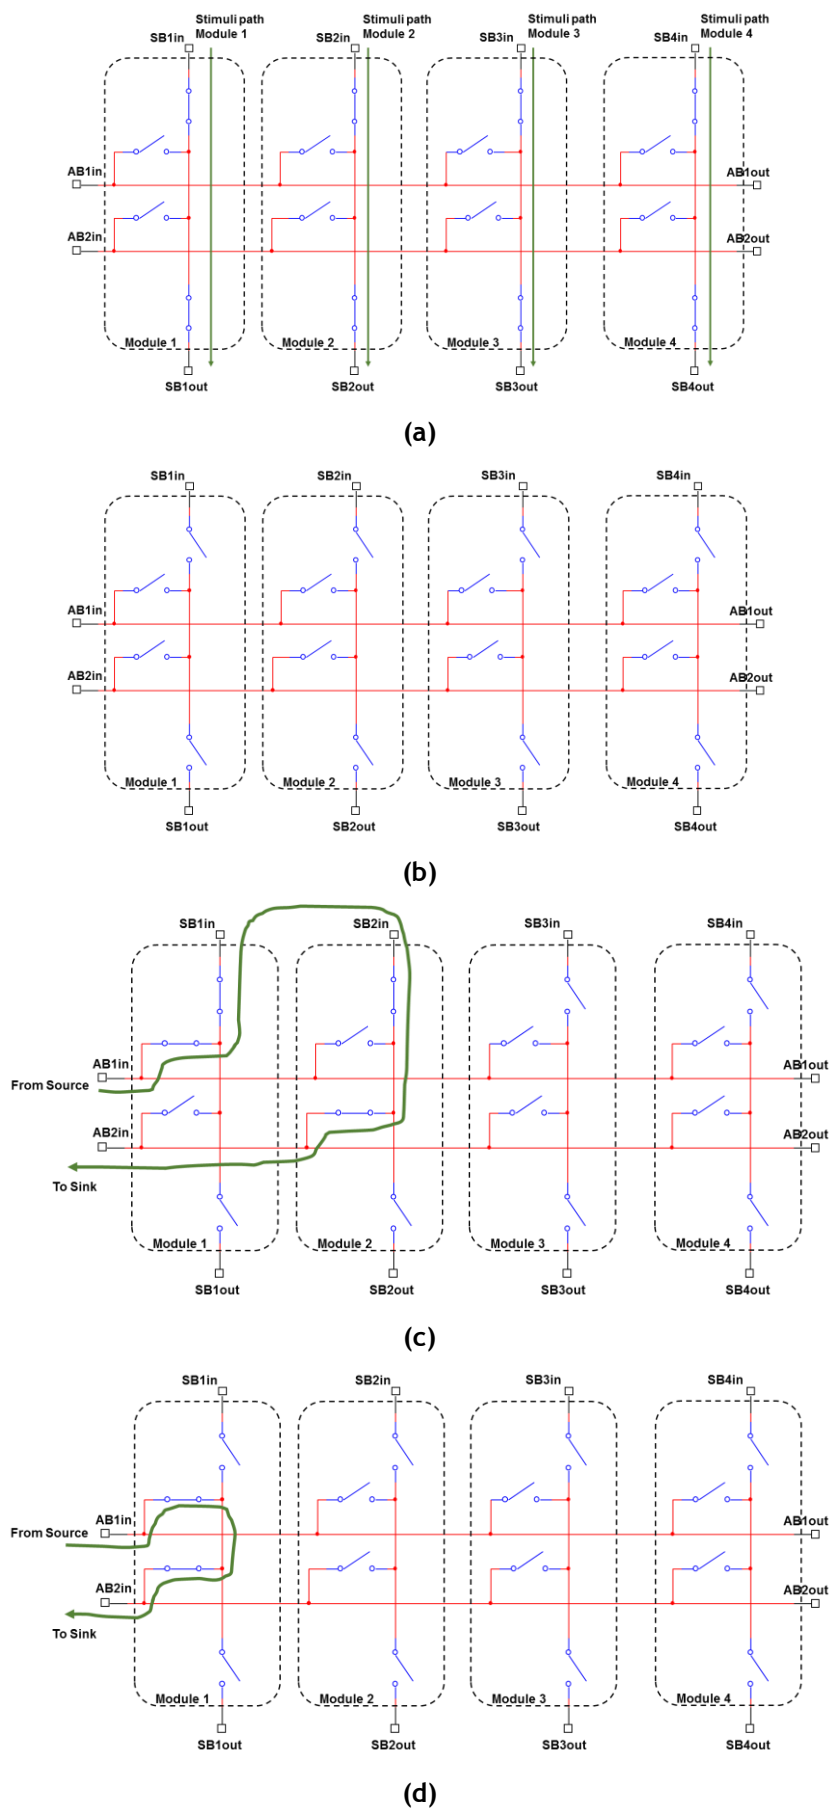 Stimuli path Stimuli path Stimuli path Stimuli path
SB1in Module 1 SB2in Module 2 SB3in Module 3 SB4in Module 4
AB1in AB1out
AB2in AB2out
Module 1 Module 2 Module 3 Module 4
SB1out SB2out SB3out SB4out
(a)
SB1in SB2in SB3in SB4in
AB1in AB1out
AB2in AB2out
Module 1 Module 2 Module 3 Module 4
SB1out SB2out SB3out SB4out
(b)
SB1in SB2in SB3in SB4in
AB1in AB1out
From Source
AB2in AB2out
To Sink
Module 1 Module 2 Module 3 Module 4
SB1out SB2out SB3out SB4out
(c)
SB1in SB2in SB3in SB4in
AB1in AB1out
From Source
AB2in AB2out
To Sink
Module 1 Module 2 Module 3 Module 4
SB1out SB2out SB3out SB4out
(d)